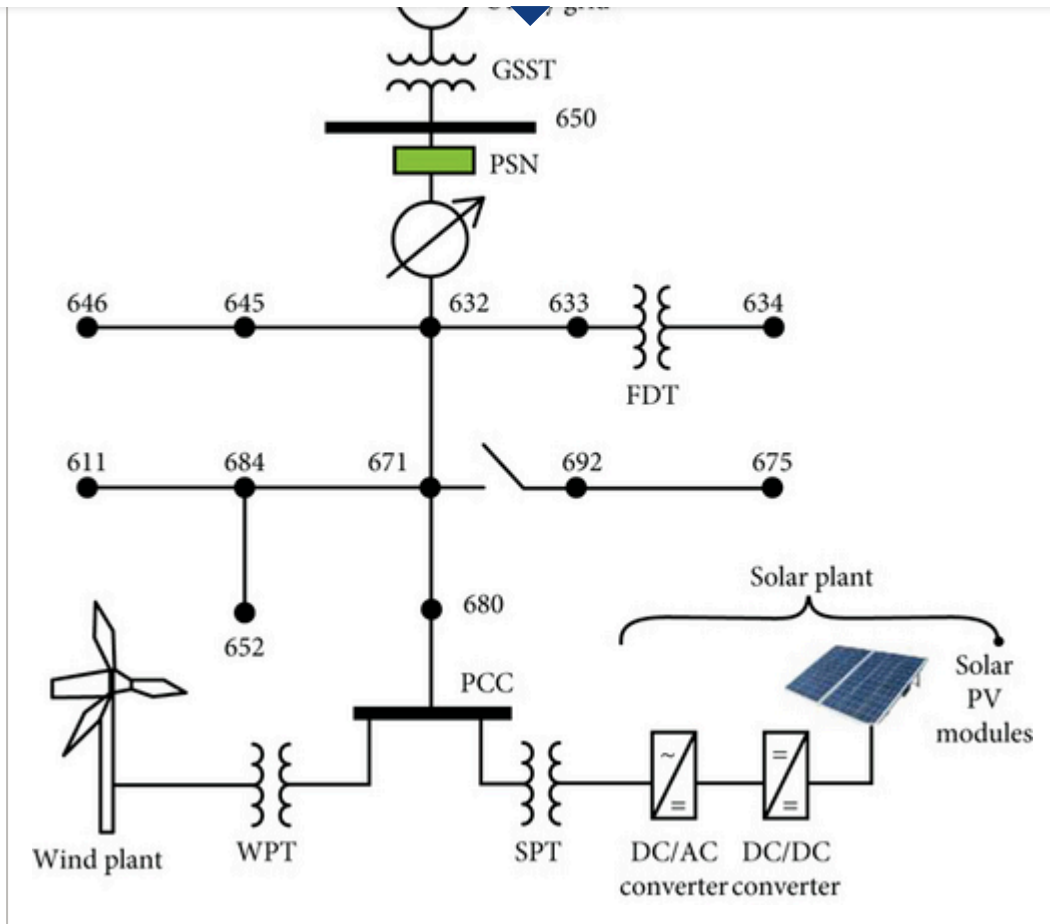 grid
GSST
650
PSN
646 645 632 633 634
FDT
611 684 671 692 675
652
680
Solar plant
PCC
Solar
PV
modules
Wind plant
WPT
SPT
DC/AC DC/DC
converter converter
~
=
=
=